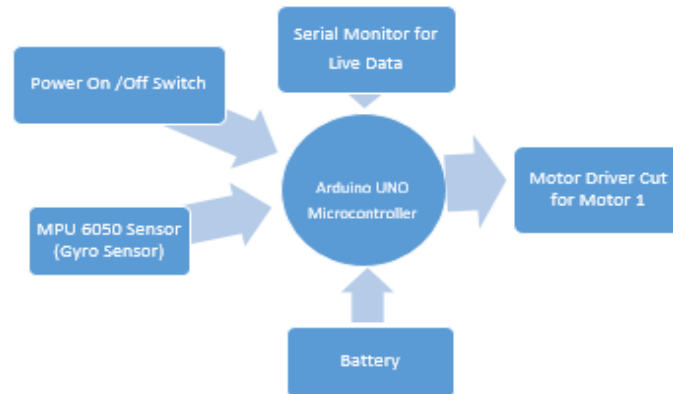 Serial Monitor for
Live Data
Power On /Off Switch
Arduino UNO
Microcontroller
Motor Driver Cut
for Motor 1
MPU 6050 Sensor
(Gyro Sensor)
Battery